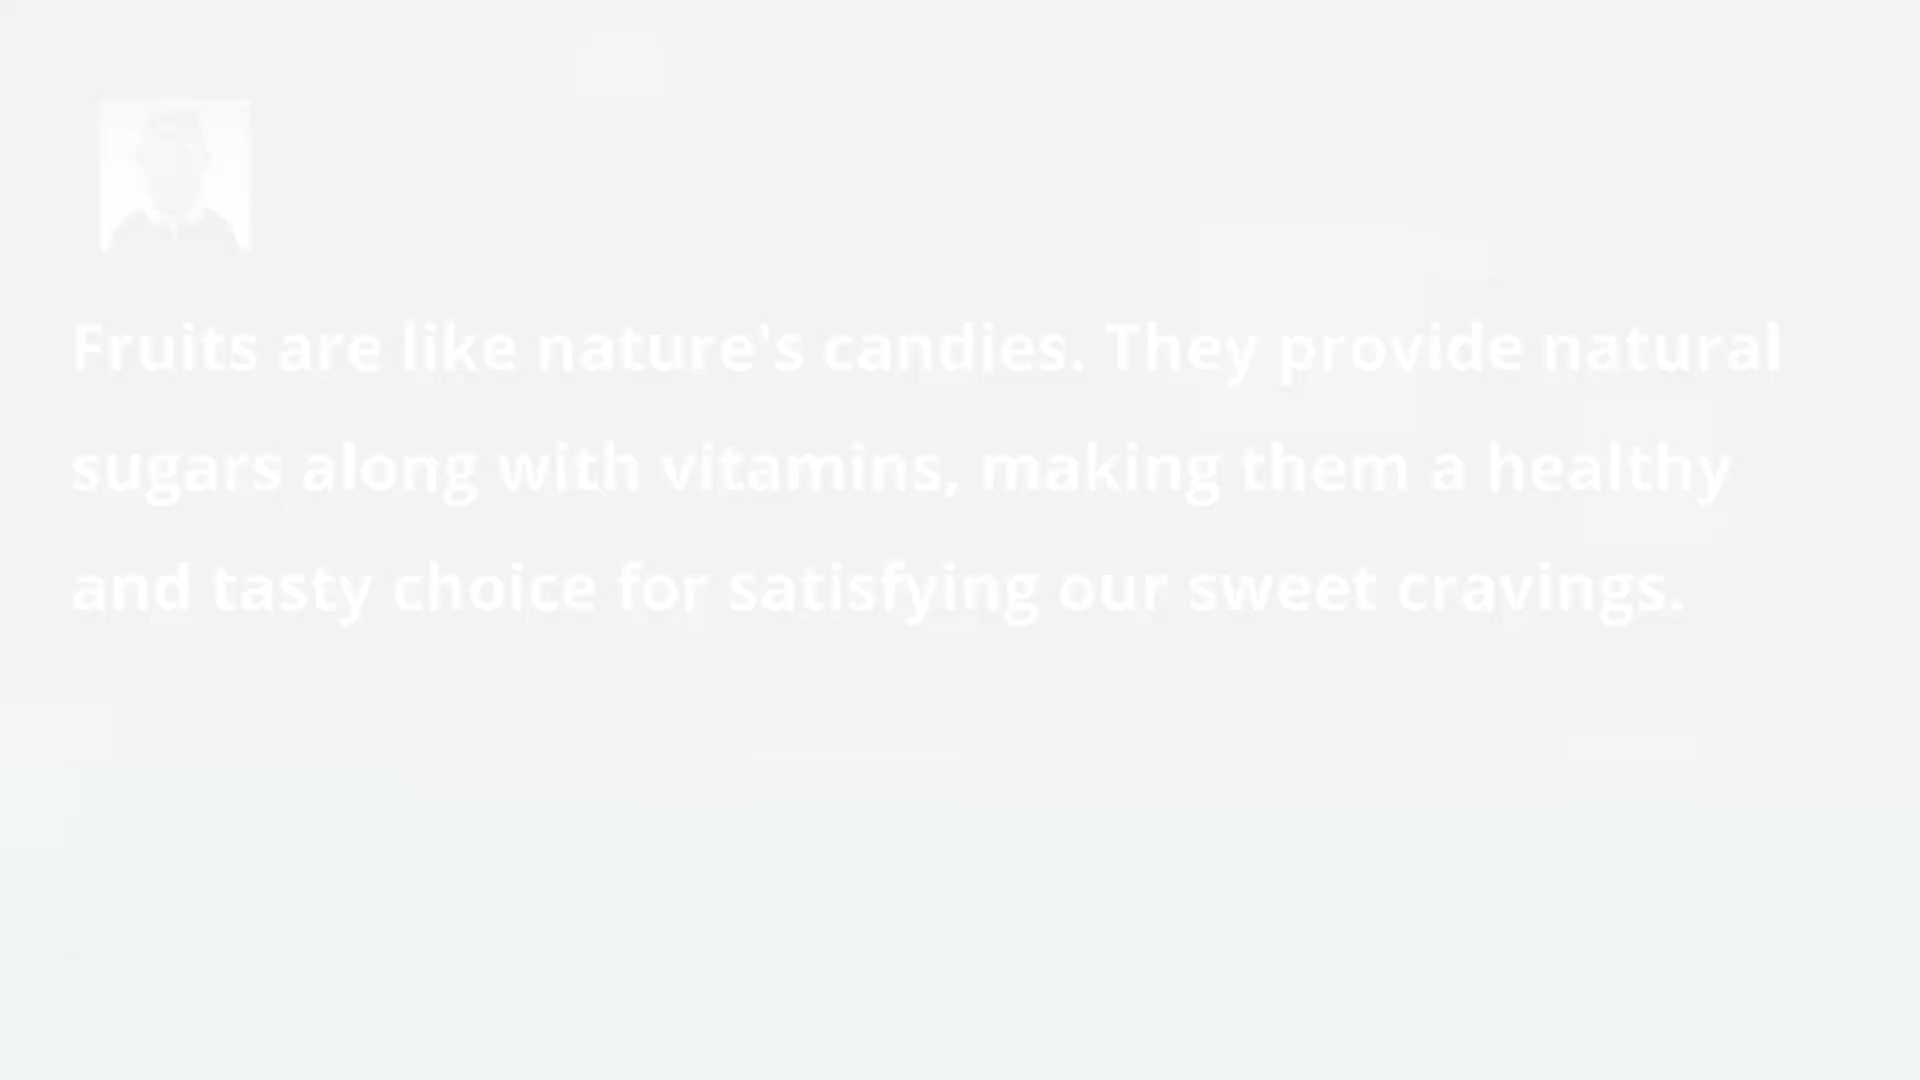 Fruits are like nature's candies. They provide natural
sugars along with vitamins, making them a healthy
and tasty choice for satisfying our sweet cravings.